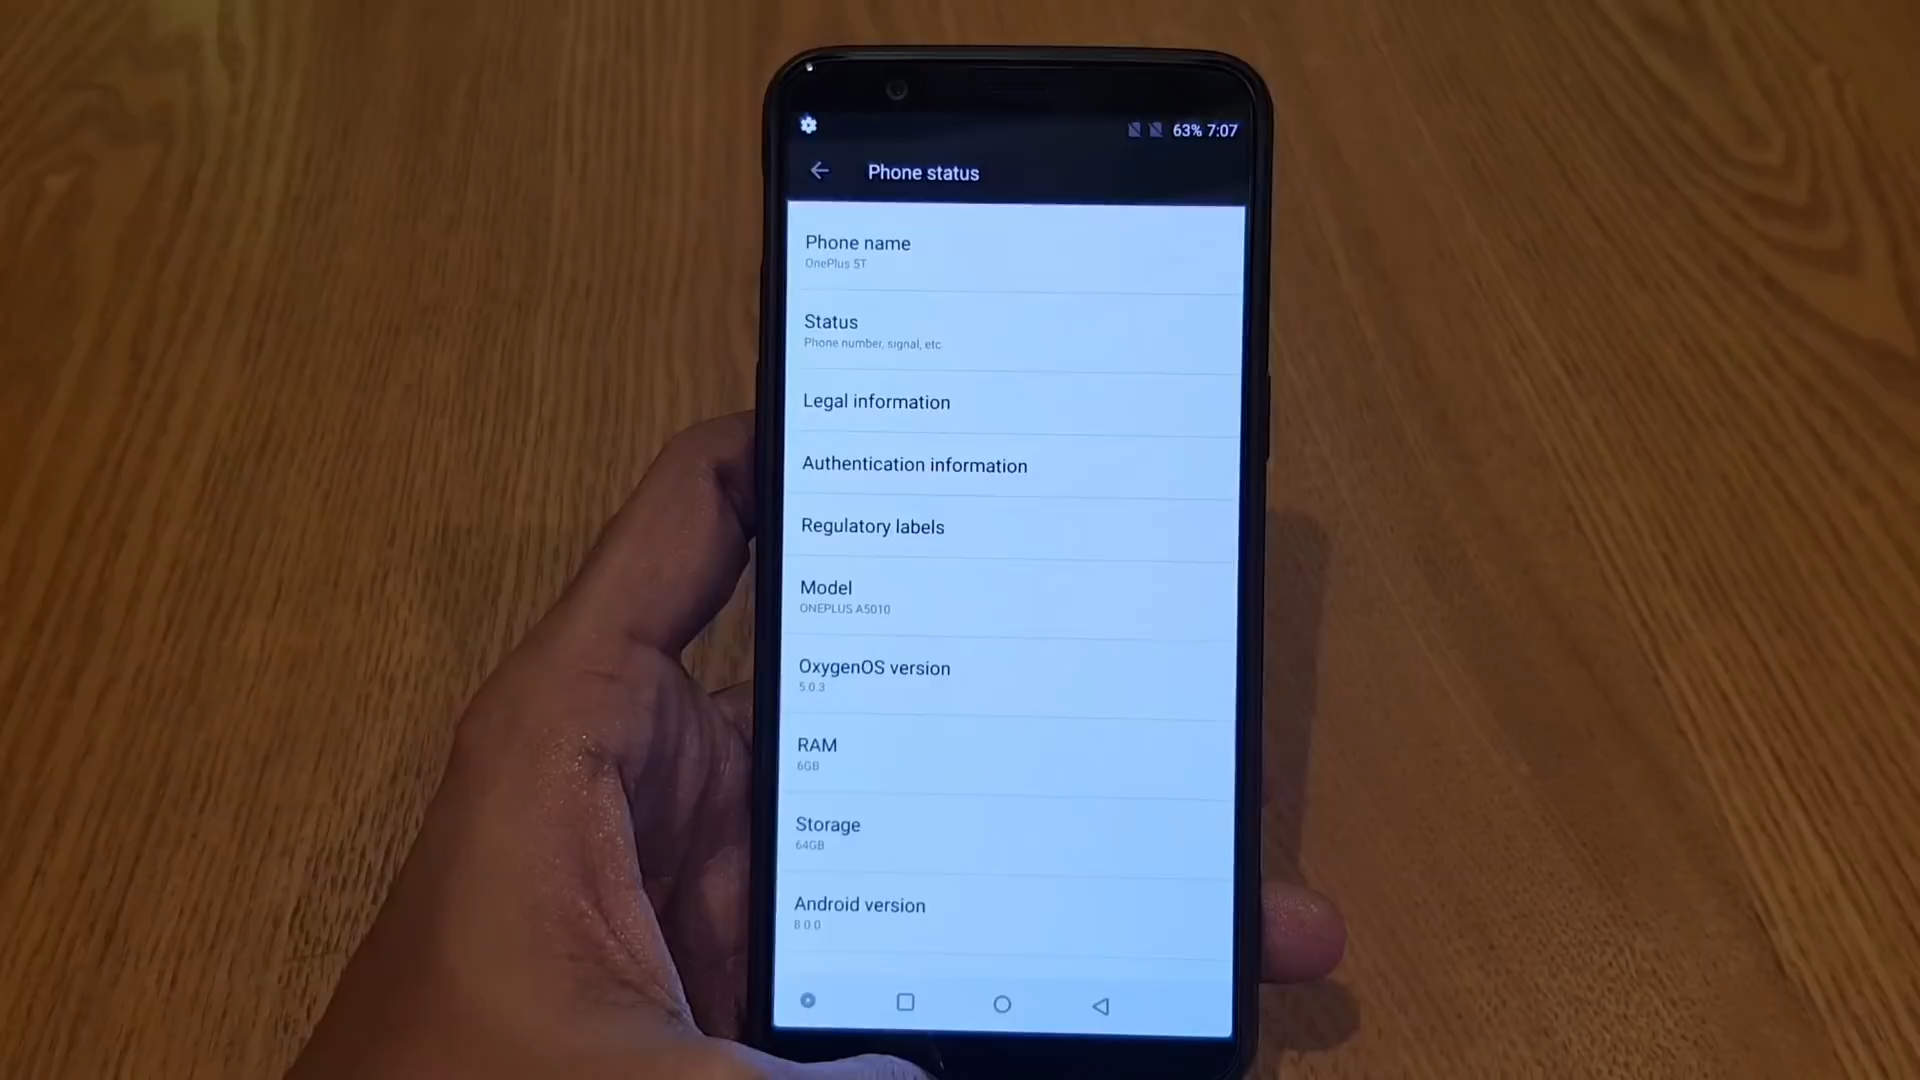 63% 7:07
Phone status
Phone name
OnePlus 5T
Status
Phone number, signal, etc.
Legal information
Authentication information
Regulatory labels
Model
ONEPLUS A5010
OxygenOS version
5.0.3
RAM
6GB
Storage
64GB
Android version
8.0.0